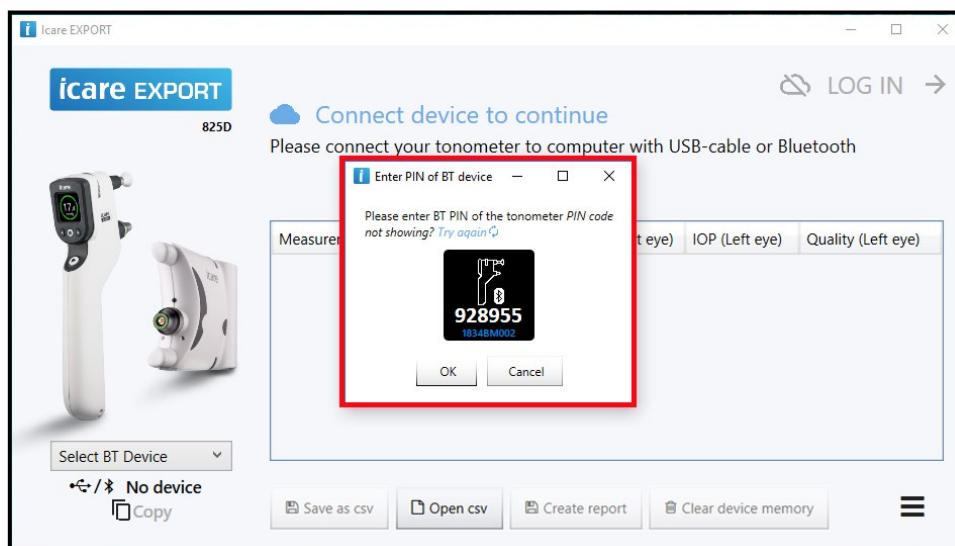 Icare EXPORT
icare EXPORT
825D
LOG IN
Connect device to continue
Please connect your tonometer to computer with USB-cable or Bluetooth
Enter PIN of BT device
Please enter BT PIN of the tonometer PIN code
not showing? Try again
928955
1834BM002
OK Cancel
Measurer t eye) IOP (Left eye) Quality (Left eye)
Select BT Device
No device
Copy
Save as csv Open csv Create report Clear device memory